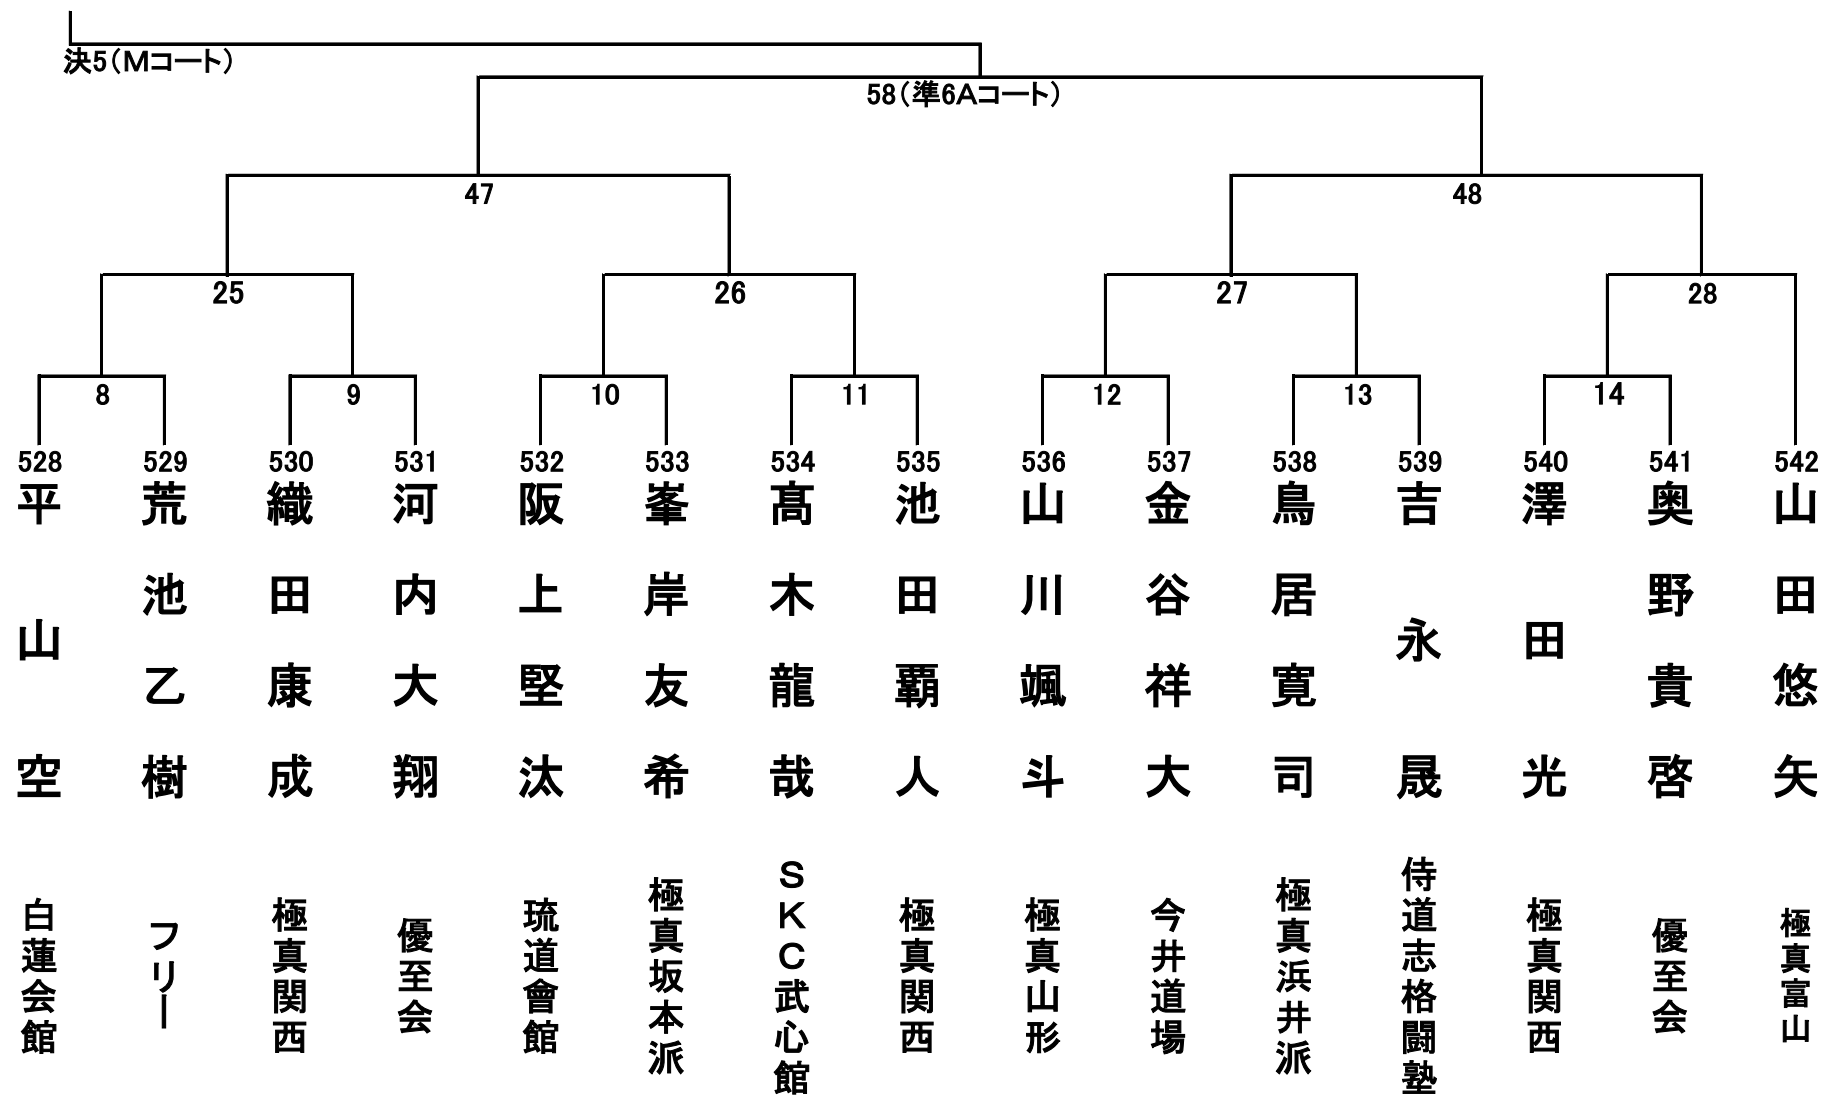 決5（Mコート）
58（準6Aコート）
47
48
25
26
27
28
8
9
10
11
12
13
14
528
529
530
531
532
533
534
535
536
537
538
539
540
541
542
平山空
荒池乙樹
織田康成
河内大翔
阪上堅汰
峯岸友希
髙木龍哉
池田覇人
山川颯斗
金谷祥大
鳥居寛司
吉永晟
澤田光
奥野貴啓
山田悠矢
白蓮会館
フリー
極真関西
優至会
琉道會館
極真坂本派
ＳＫＣ武心館
極真関西
極真山形
今井道場
極真浜井派
侍道志格闘塾
極真関西
優至会
極真富山